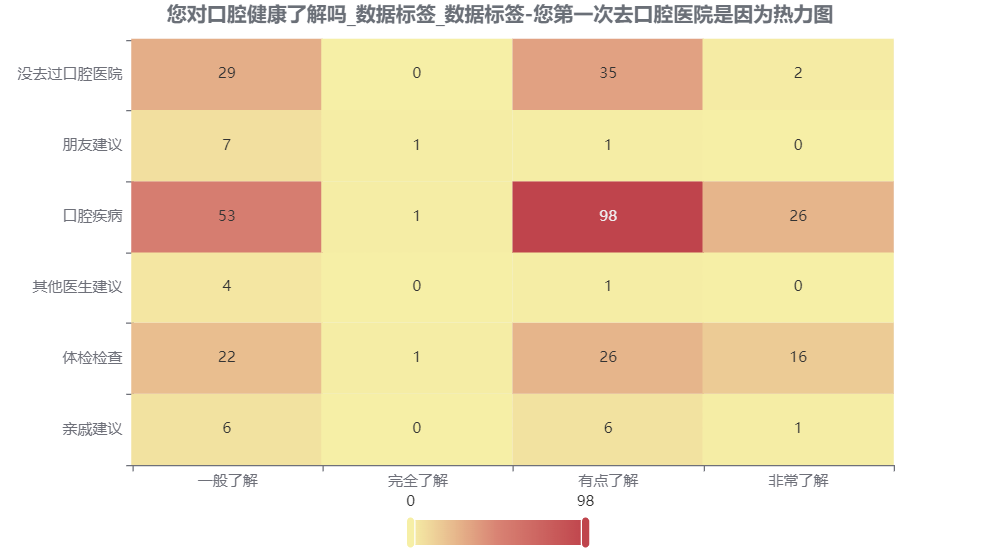 您对口腔健康了解吗_数据标签_数据标签-您第一次去口腔医院是因为热力图
没去过口腔医院 29 0 35 2
朋友建议 7 1 1 0
口腔疾病 53 1 98 26
其他医生建议 4 0 1 0
体检检查 22 1 26 16
亲戚建议 6 0 6 1
一般了解 完全了解 有点了解 非常了解
0 98